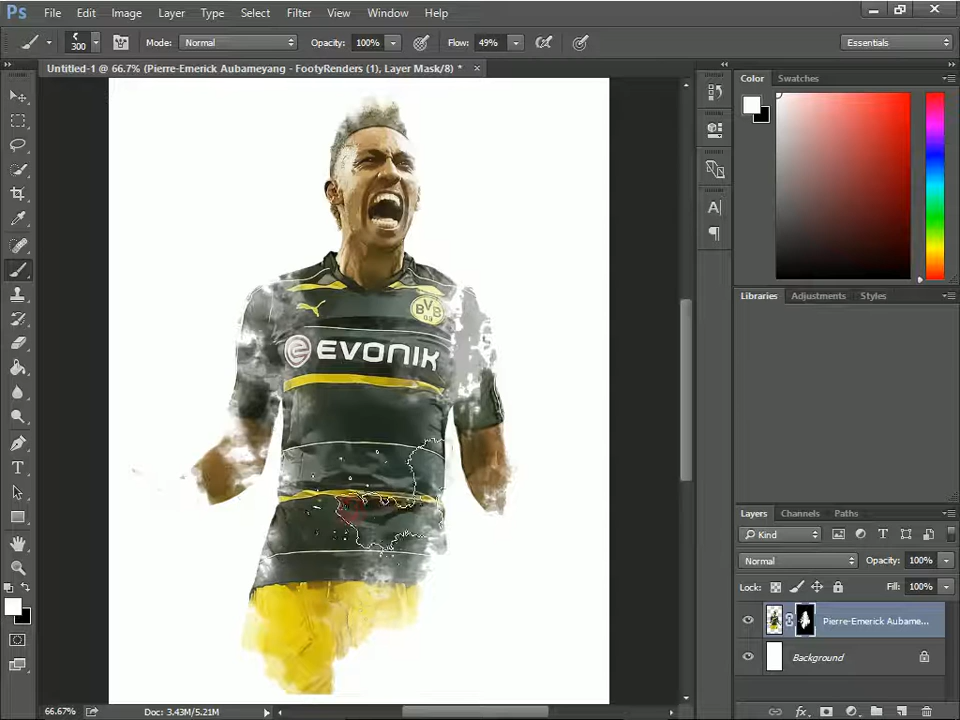 Ps File Edit Image Layer Type Select Filter View Window Help
300 Mode: Normal Opacity: 100% Flow: 49% Essentials
Untitled-1 @ 66.7% (Pierre-Emerick Aubameyang - FootyRenders (1), Layer Mask/8) * ×
Color Swatches
Libraries Adjustments Styles
BVB
09
EVONIK
Layers Channels Paths
Kind
Normal Opacity: 100%
Lock: Fill: 100%
Pierre-Emerick Aubame...
Background
66.67% Doc: 3.43M/5.21M